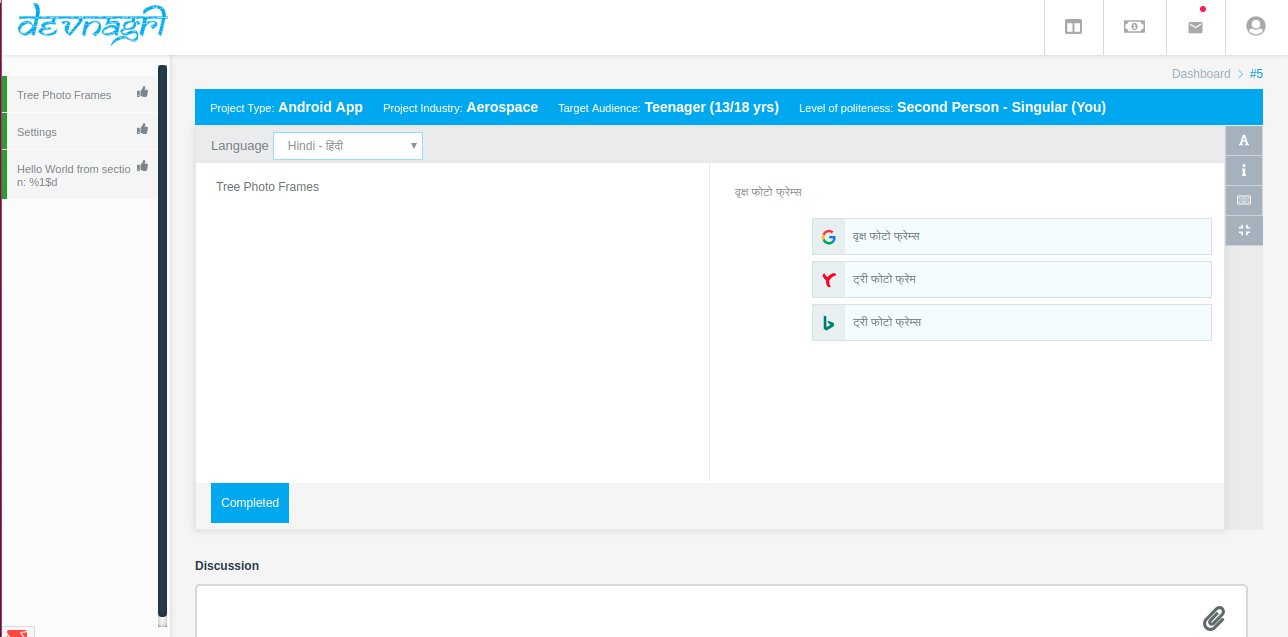 devnagri
Dashboard > #5
Tree Photo Frames
Settings
Hello World from sectio
n: %1$d
Project Type: Android App Project Industry: Aerospace Target Audience: Teenager (13/18 yrs) Level of politeness: Second Person - Singular (You)
Language Hindi - हिंदी
A
i
Tree Photo Frames
वृक्ष फोटो फ्रेम्स
वृक्ष फोटो फ्रेम्स
ट्री फोटो फ्रेम
ट्री फोटो फ्रेम्स
Completed
Discussion